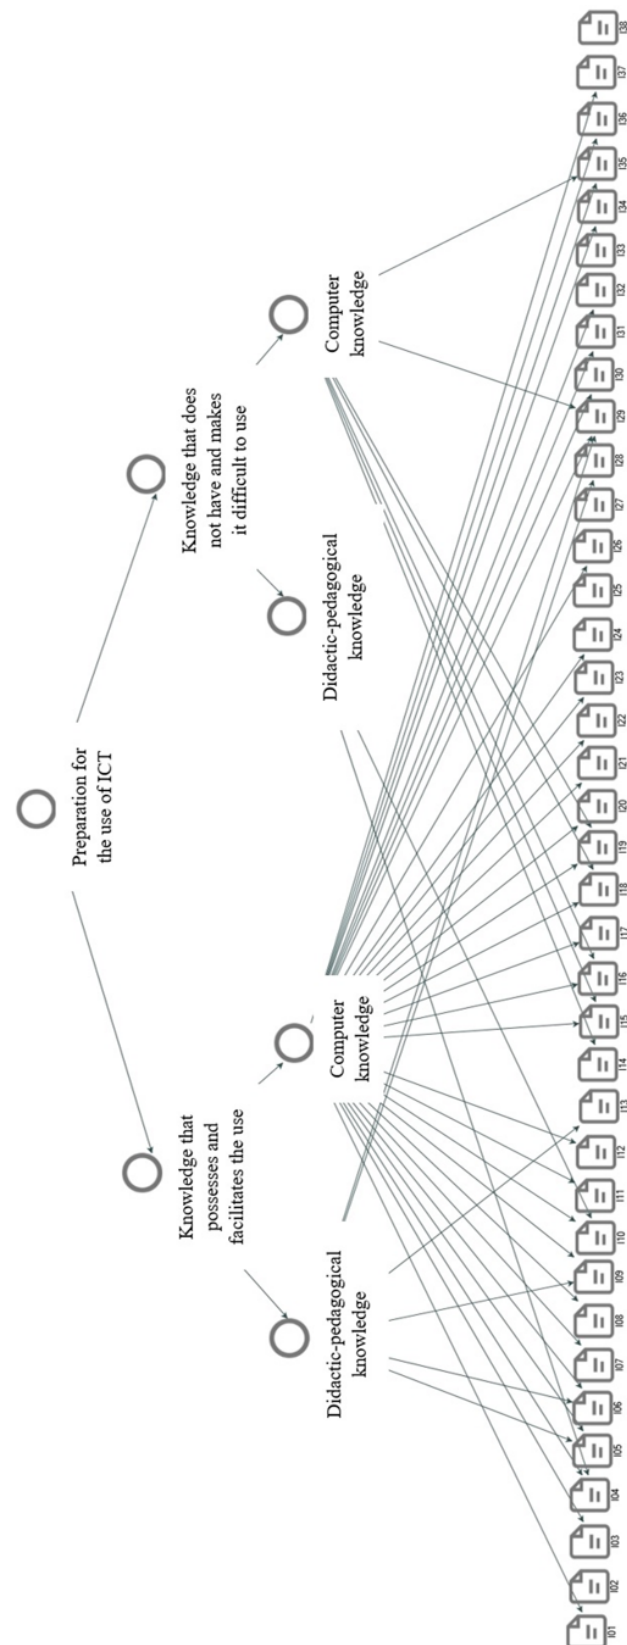 Preparation for
the use of ICT
Knowledge that
possesses and
facilitates the use
Knowledge that does
not have and makes
it difficult to use
Didactic-pedagogical
knowledge
Computer
knowledge
Didactic-pedagogical
knowledge
Computer
knowledge
I01
I02
I03
I04
I05
I06
I07
I08
I09
I10
I11
I12
I13
I14
I15
I16
I17
I18
I19
I20
I21
I22
I23
I24
I25
I26
I27
I28
I29
I30
I31
I32
I33
I34
I35
I36
I37
I38